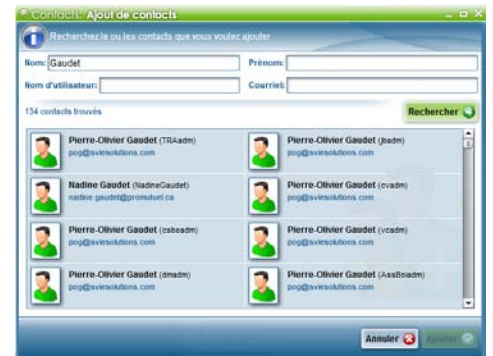 Contacts: Ajout de contacts
Recherchez le ou les contacts que vous voulez ajouter
Nom: Gaudet Prénom:
Nom d'utilisateur: Courriel:
134 contacts trouvés Rechercher
Pierre-Olivier Gaudet (TRAadm)
pog@sviesolutions.com
Pierre-Olivier Gaudet (jbadm)
pog@sviesolutions.com
Nadine Gaudet (NadineGaudet)
nadine.gaudet@promutuel.ca
Pierre-Olivier Gaudet (cvadm)
pog@sviesolutions.com
Pierre-Olivier Gaudet (csbeadm)
pog@sviesolutions.com
Pierre-Olivier Gaudet (vcadm)
pog@sviesolutions.com
Pierre-Olivier Gaudet (dmadm)
pog@sviesolutions.com
Pierre-Olivier Gaudet (AssBeiadm)
pog@sviesolutions.com
Annuler Ajouter